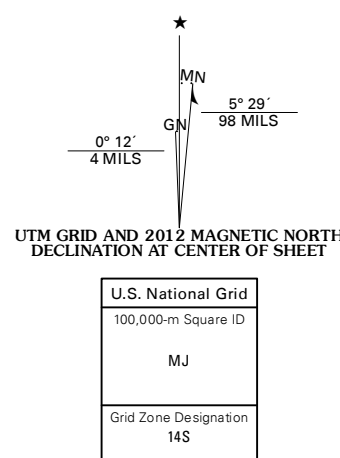 MN
GN
5° 29´
98 MILS
0° 12´
4 MILS
UTM GRID AND 2012 MAGNETIC NORTH
DECLINATION AT CENTER OF SHEET
U.S. National Grid
100,000-m Square ID
MJ
Grid Zone Designation
14S